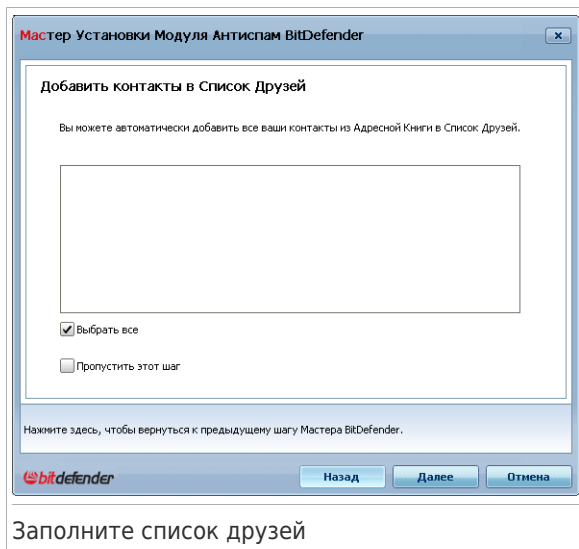 Мастер Установки Модуля Антиспам BitDefender
Добавить контакты в Список Друзей
Вы можете автоматически добавить все ваши контакты из Адресной Книги в Список Друзей.
Выбрать все
Пропустить этот шаг
Нажмите здесь, чтобы вернуться к предыдущему шагу Мастера BitDefender.
bitdefender
Назад Далее Отмена
Заполните список друзей